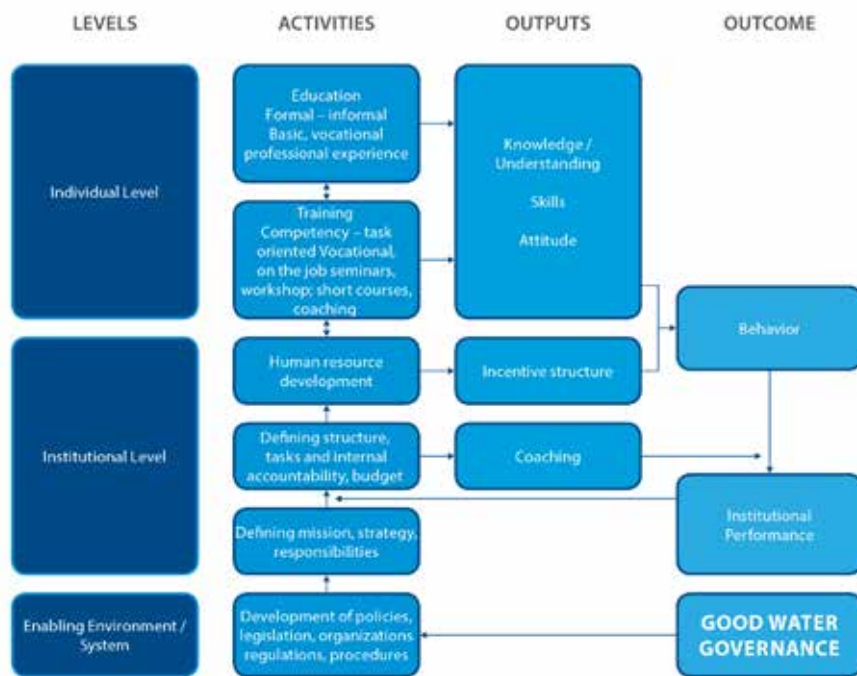 LEVELS
ACTIVITIES
OUTPUTS
OUTCOME
Individual Level
Education
Formal – informal
Basic, vocational
professional experience
Training
Competency – task
oriented Vocational,
on the job seminars,
workshop; short courses,
coaching
Knowledge /
Understanding
Skills
Attitude
Behavior
Institutional Level
Human resource
development
Incentive structure
Defining structure,
tasks and internal
accountability, budget
Coaching
Defining mission, strategy,
responsibilities
Institutional
Performance
Enabling Environment /
System
Development of policies,
legislation, organizations
regulations, procedures
GOOD WATER
GOVERNANCE